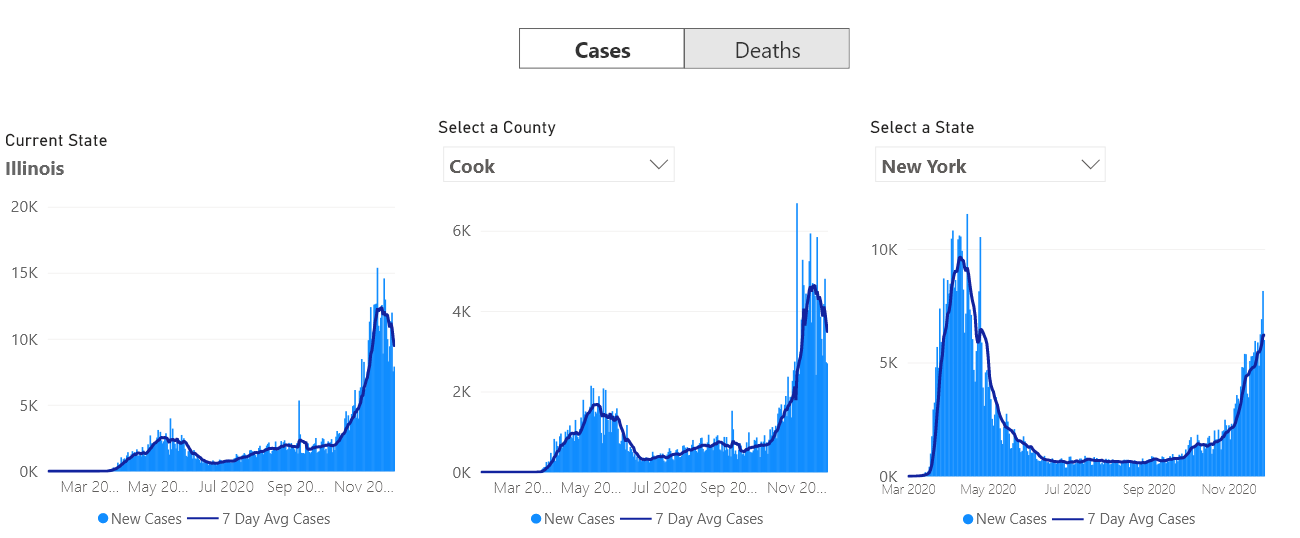 Cases Deaths
Current State
Illinois
20K
15K
10K
5K
0K
Mar 20... May 20... Jul 2020 Sep 20... Nov 20...
New Cases 7 Day Avg Cases
Select a County
Cook
6K
4K
2K
0K
Mar 20... May 20... Jul 2020 Sep 20... Nov 20...
New Cases 7 Day Avg Cases
Select a State
New York
10K
5K
0K
Mar 2020 May 2020 Jul 2020 Sep 2020 Nov 2020
New Cases 7 Day Avg Cases